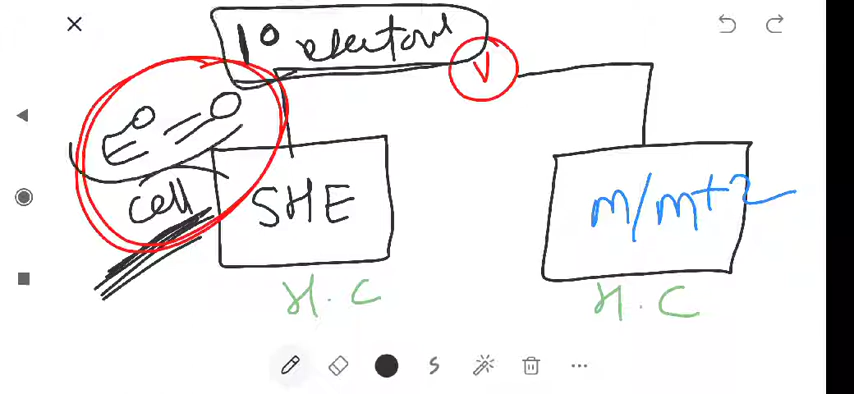 1° electrode
V
E° = °
cell
SHE
m/m+2
H.C
H.C